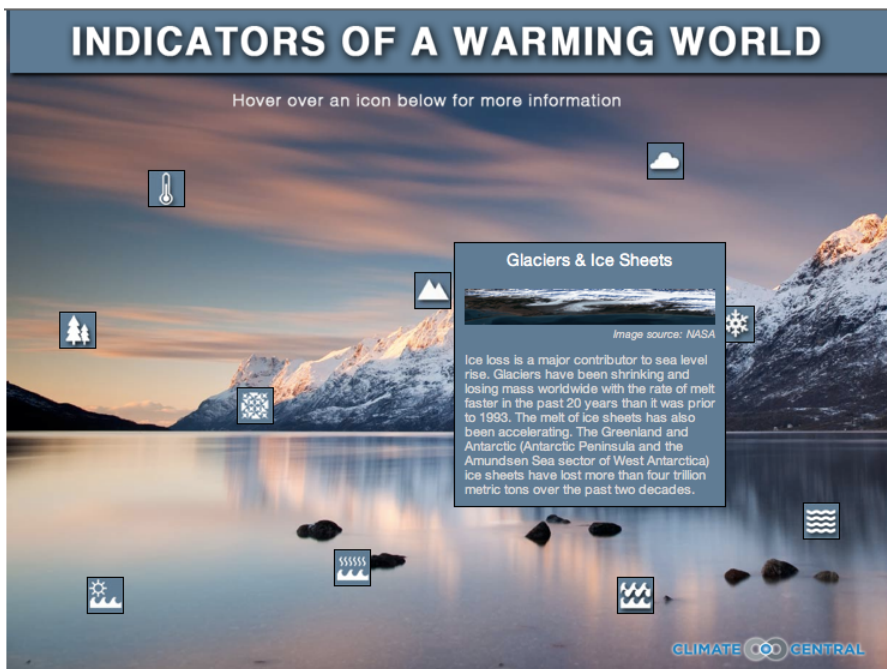 INDICATORS OF A WARMING WORLD
Hover over an icon below for more information
Glaciers & Ice Sheets
Image source: NASA
Ice loss is a major contributor to sea level
rise. Glaciers have been shrinking and
losing mass worldwide with the rate of melt
faster in the past 20 years than it was prior
to 1993. The melt of ice sheets has also
been accelerating. The Greenland and
Antarctic (Antarctic Peninsula and the
Amundsen Sea sector of West Antarctica)
ice sheets have lost more than four trillion
metric tons over the past two decades.
CLIMATE CENTRAL